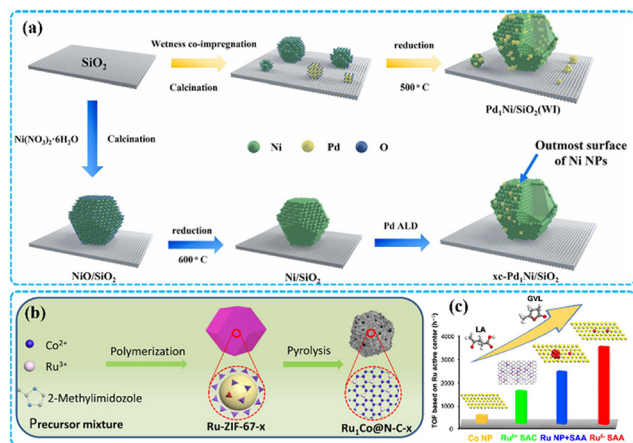 (a)
SiO2
Wetness co-impregnation
Calcination
reduction
500° C
Pd1Ni/SiO2(WI)
Ni(NO3)2·6H2O
Calcination
Ni
Pd
O
Outmost surface
of Ni NPs
NiO/SiO2
reduction
600° C
Ni/SiO2
Pd ALD
xc-Pd1Ni/SiO2
(b)
Co2+
Ru3+
2-Methylimidozole
Precursor mixture
Polymerization
Ru-ZIF-67-x
Pyrolysis
Ru1Co@N-C-x
(c)
TOF based on Ru active center (h-1)
4000
3000
2000
1000
0
LA
GVL
Co NP
Ruδ+ SAC
Ru NP+SAA
Ruδ- SAA